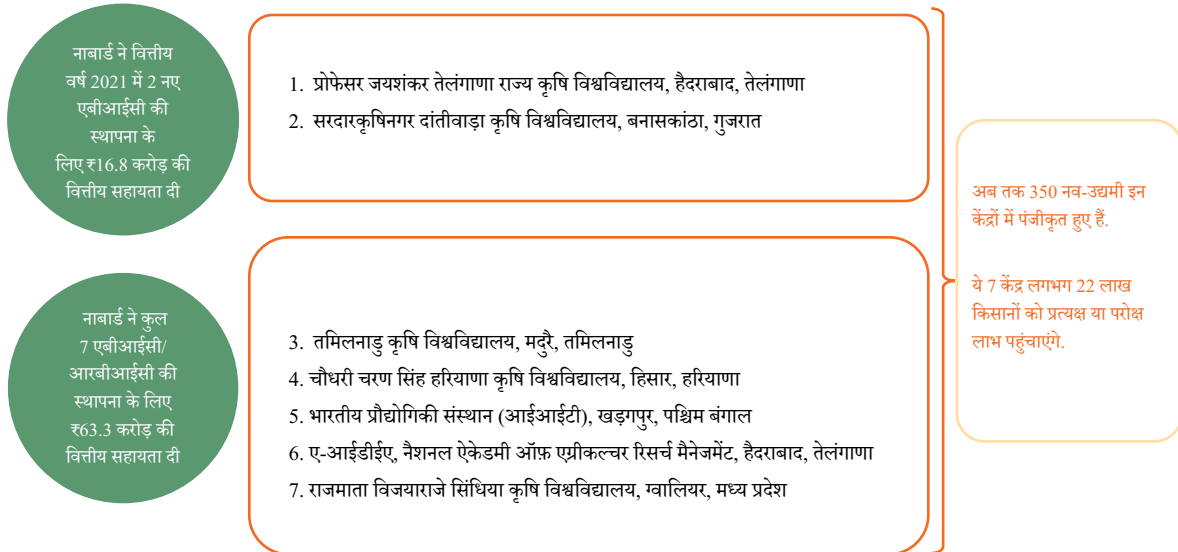 नाबार्ड ने वित्तीय
वर्ष 2021 में 2 नए
एबीआईसी की
स्थापना के
लिए ₹16.8 करोड़ की
वित्तीय सहायता दी
1. प्रोफेसर जयशंकर तेलंगाणा राज्य कृषि विश्वविद्यालय, हैदराबाद, तेलंगाणा
2. सरदारकृषिनगर दांतीवाड़ा कृषि विश्वविद्यालय, बनासकांठा, गुजरात
नाबार्ड ने कुल
7 एबीआईसी/
आरबीआईसी की
स्थापना के लिए
₹63.3 करोड़ की
वित्तीय सहायता दी
3. तमिलनाडु कृषि विश्वविद्यालय, मदुरै, तमिलनाडु
4. चौधरी चरण सिंह हरियाणा कृषि विश्वविद्यालय, हिसार, हरियाणा
5. भारतीय प्रौद्योगिकी संस्थान (आईआईटी), खड़गपुर, पश्चिम बंगाल
6. ए-आईडीईए, नैशनल ऐकेडमी ऑफ़ एग्रीकल्चर रिसर्च मैनेजमेंट, हैदराबाद, तेलंगाणा
7. राजमाता विजयाराजे सिंधिया कृषि विश्वविद्यालय, ग्वालियर, मध्य प्रदेश
अब तक 350 नव-उद्यमी इन
केंद्रों में पंजीकृत हुए हैं.
ये 7 केंद्र लगभग 22 लाख
किसानों को प्रत्यक्ष या परोक्ष
लाभ पहुंचाएंगे.